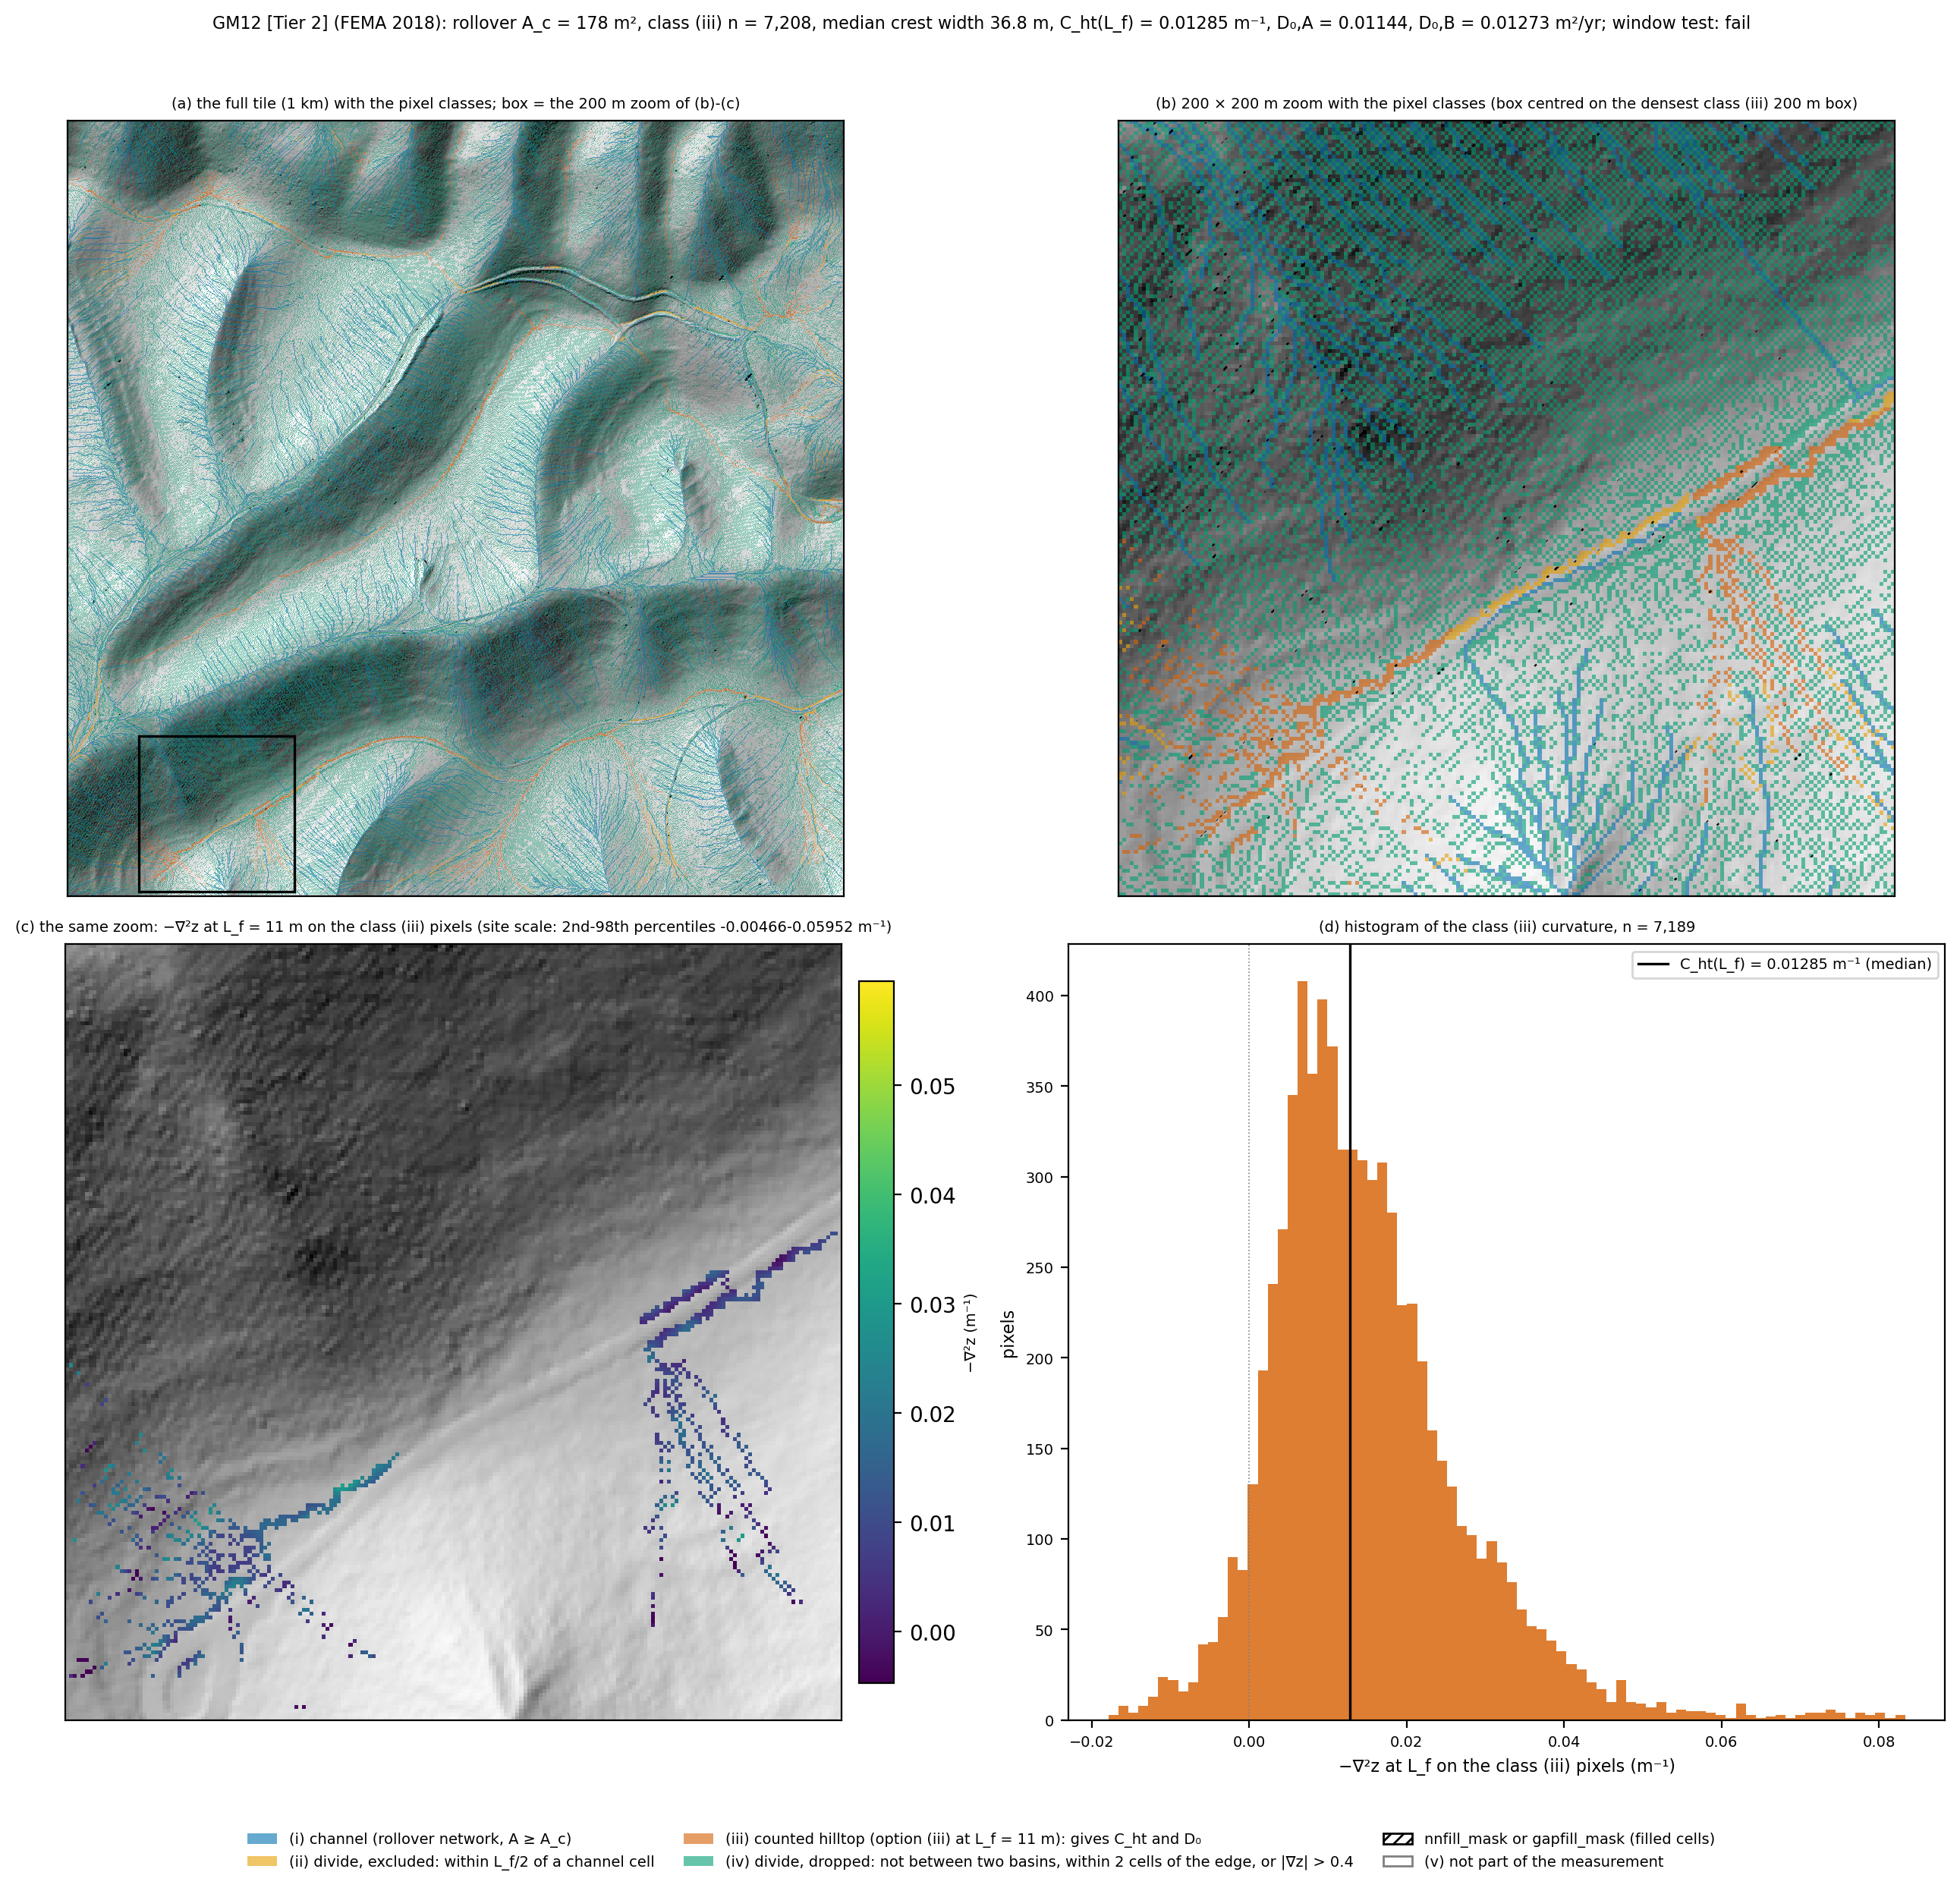 GM12 [Tier 2] (FEMA 2018): rollover A_c = 178 m², class (iii) n = 7,208, median crest width 36.8 m, C_ht(L_f) = 0.01285 m⁻¹, D₀,A = 0.01144, D₀,B = 0.01273 m²/yr; window test: fail
(a) the full tile (1 km) with the pixel classes; box = the 200 m zoom of (b)-(c)
(b) 200 × 200 m zoom with the pixel classes (box centred on the densest class (iii) 200 m box)
(c) the same zoom: −∇²z at L_f = 11 m on the class (iii) pixels (site scale: 2nd-98th percentiles -0.00466-0.05952 m⁻¹)
0.05
0.04
0.03
0.02
0.01
0.00
−∇²z (m⁻¹)
(d) histogram of the class (iii) curvature, n = 7,189
C_ht(L_f) = 0.01285 m⁻¹ (median)
400
350
300
250
200
150
100
50
0
pixels
−0.02
0.00
0.02
0.04
0.06
0.08
−∇²z at L_f on the class (iii) pixels (m⁻¹)
(i) channel (rollover network, A ≥ A_c)
(ii) divide, excluded: within L_f/2 of a channel cell
(iii) counted hilltop (option (iii) at L_f = 11 m): gives C_ht and D₀
(iv) divide, dropped: not between two basins, within 2 cells of the edge, or |∇z| > 0.4
nnfill_mask or gapfill_mask (filled cells)
(v) not part of the measurement